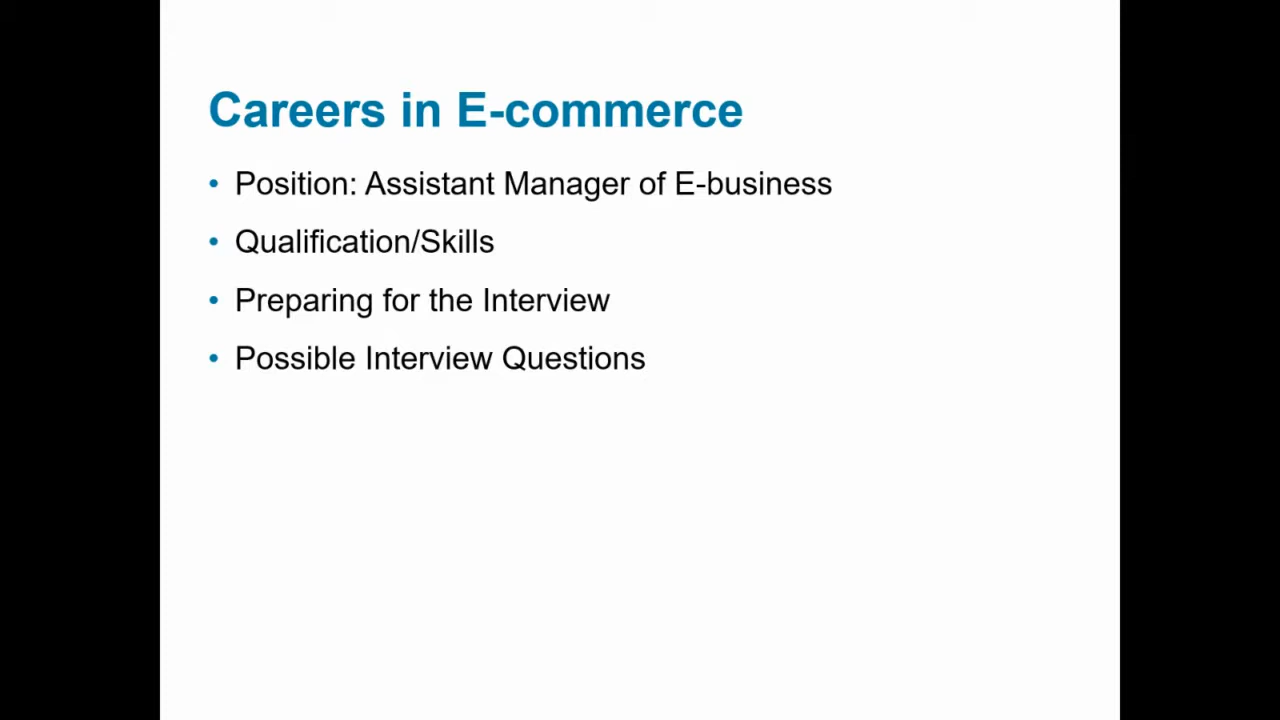 Careers in E-commerce
• Position: Assistant Manager of E-business
• Qualification/Skills
• Preparing for the Interview
• Possible Interview Questions